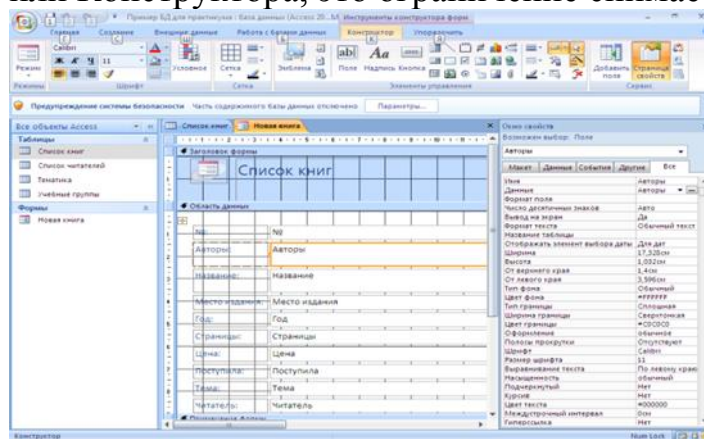 или Конструктора, это ограничение снимае
Пример БД для практикума : база данных (Access 20...
Инструменты конструктора форм
Главная Создание Внешние данные Работа с базами данных Конструктор Упорядочить
Режим
Calibri
11
Условное
Сетка
Эмблема
Поле Надпись Кнопка
Добавить поля
Страница свойств
Режимы Шрифт Сетка Элементы управления Сервис
Предупреждение системы безопасности Часть содержимого базы данных отключено Параметры...
Все объекты Access
Таблицы
Список книг
Список читателей
Тематика
Учебные группы
Формы
Новая книга
Список книг Новая книга
Заголовок формы
Список книг
Область данных
№: №
Авторы: Авторы
Название: Название
Место издания: Место издания
Год: Год
Страницы: Страницы
Цена: Цена
Поступила: Поступила
Тема: Тема
Читатель: Читатель
Примечание формы
Окно свойств
Возможен выбор: Поле
Авторы
Макет Данные События Другие Все
Имя Авторы
Данные Авторы
Формат поля
Число десятичных знаков Авто
Вывод на экран Да
Формат текста Обычный текст
Название таблицы
Отображать элемент выбора даты Для дат
Ширина 17,328см
Высота 1,032см
От верхнего края 1,4см
От левого края 3,596см
Тип фона Обычный
Цвет фона #FFFFFF
Тип границы Сплошная
Ширина границы Сверхтонкая
Цвет границы #C0C0C0
Оформление обычное
Полосы прокрутки Отсутствуют
Шрифт Calibri
Размер шрифта 11
Выравнивание текста По левому краю
Насыщенность обычный
Подчеркнутый Нет
Курсив Нет
Цвет текста #000000
Междустрочный интервал 0см
Гиперссылка Нет
Конструктор
Num Lock